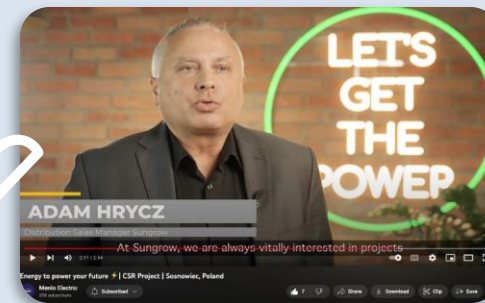 LET'S
GET
THE
POWER
ADAM HRYCZ
Distribution Sales Manager Sungrow
At Sungrow, we are always vitally interested in projects
Energy to power your future ⚡ | CSR Project | Sosnowiec, Poland
Menlo Electric
Subscribed
7
Share
Download
Clip
Save